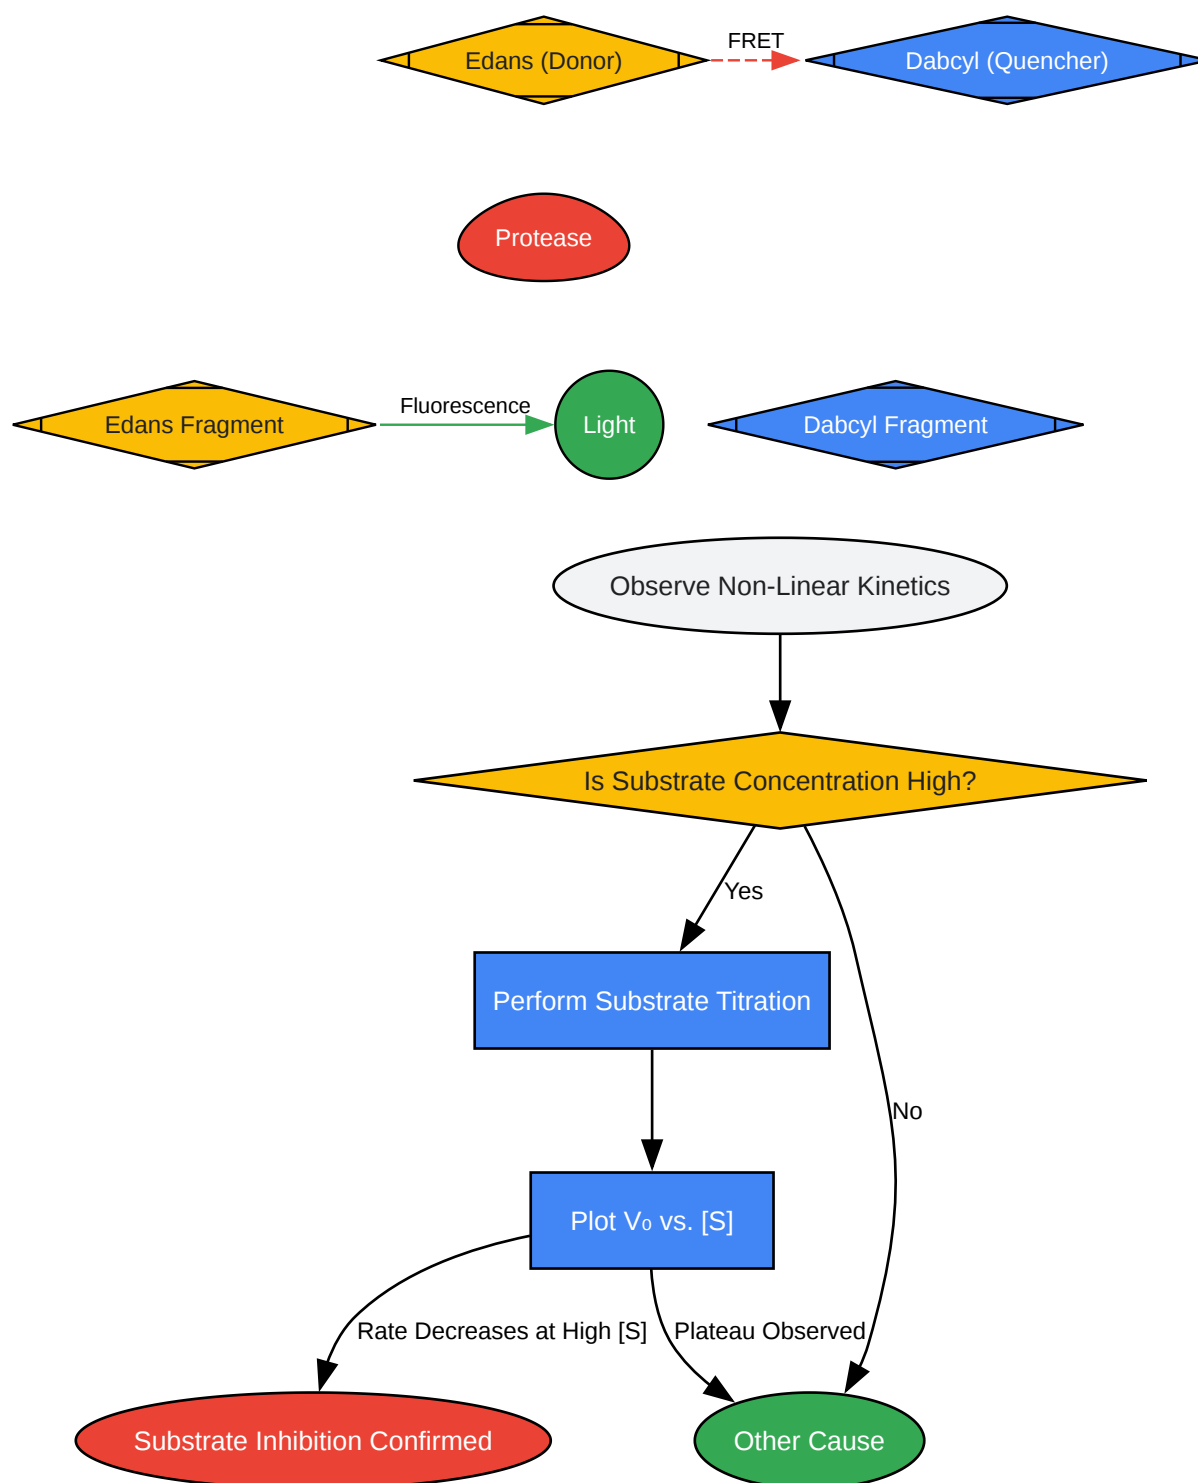 FRET
Edans (Donor)
Dabcyl (Quencher)
Protease
Fluorescence
Edans Fragment
Light
Dabcyl Fragment
Observe Non-Linear Kinetics
Is Substrate Concentration High?
Yes
Perform Substrate Titration
No
Plot V₀ vs. [S]
Rate Decreases at High [S]
Plateau Observed
Substrate Inhibition Confirmed
Other Cause